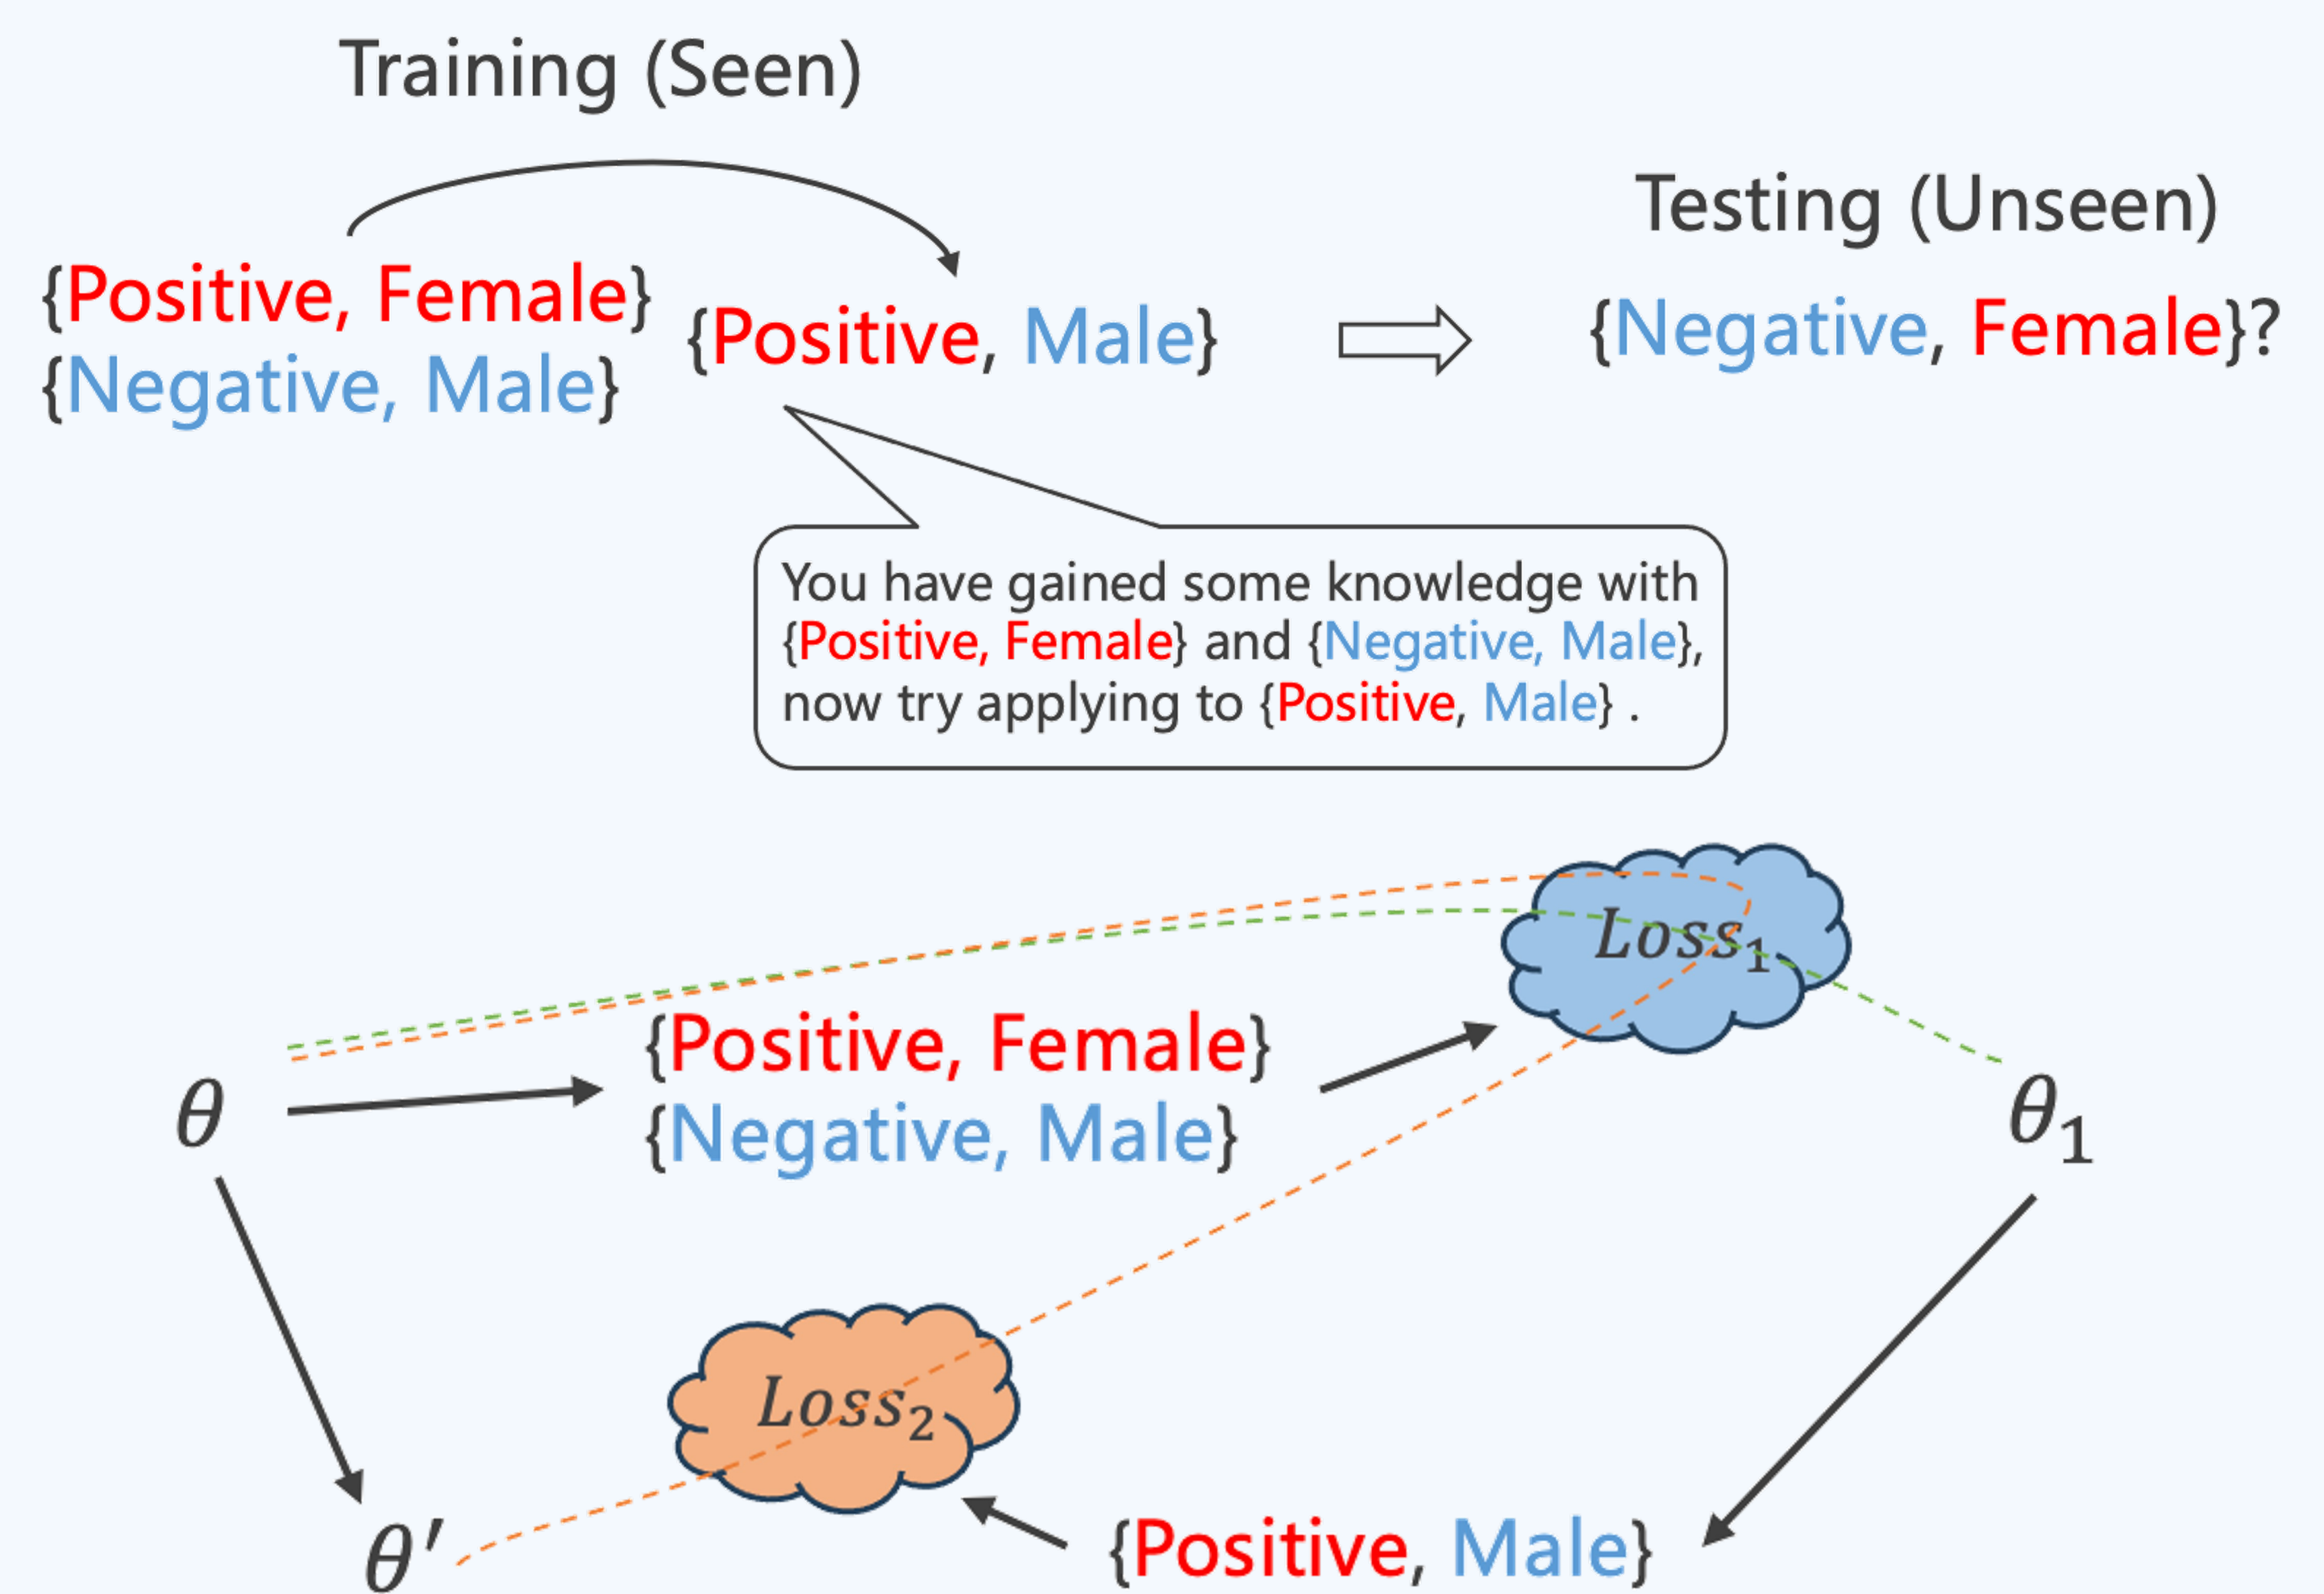 Training (Seen)
Testing (Unseen)
{Positive, Female}
{Negative, Male}
{Positive, Male}
{Negative, Female}?
You have gained some knowledge with
{Positive, Female} and {Negative, Male},
now try applying to {Positive, Male} .
Loss₁
{Positive, Female}
{Negative, Male}
θ
θ₁
Loss₂
{Positive, Male}
θ′